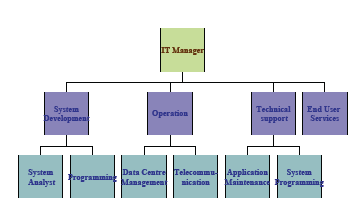 IT Manager
System
Development
Operation
Technical
support
End User
Services
System
Analyst
Programming
Data Centre
Management
Telecommu-
nication
Application
Maintenance
System
Programming